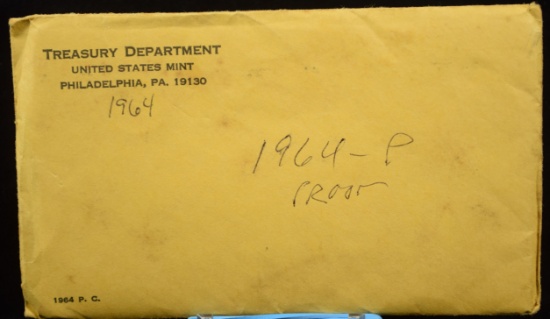 TREASURY DEPARTMENT
UNITED STATES MINT
PHILADELPHIA, PA. 19130
1964
1964-P
PROOF
1964 P. C.